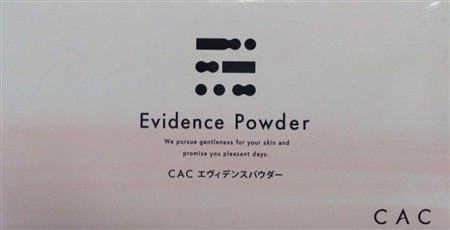 Evidence Powder
We pursue gentleness for your skin and
promise you pleasant days.
CAC エヴィデンスパウダー
CAC